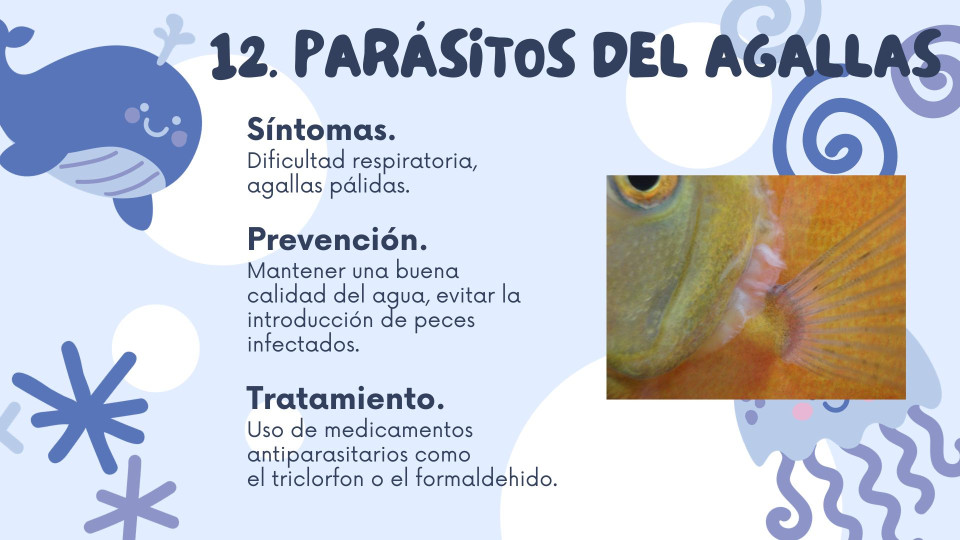 12. PARÁSITOS DEL AGALLAS
Síntomas.
Dificultad respiratoria,
agallas pálidas.
Prevención.
Mantener una buena
calidad del agua, evitar la
introducción de peces
infectados.
Tratamiento.
Uso de medicamentos
antiparasitarios como
el triclorfon o el formaldehido.